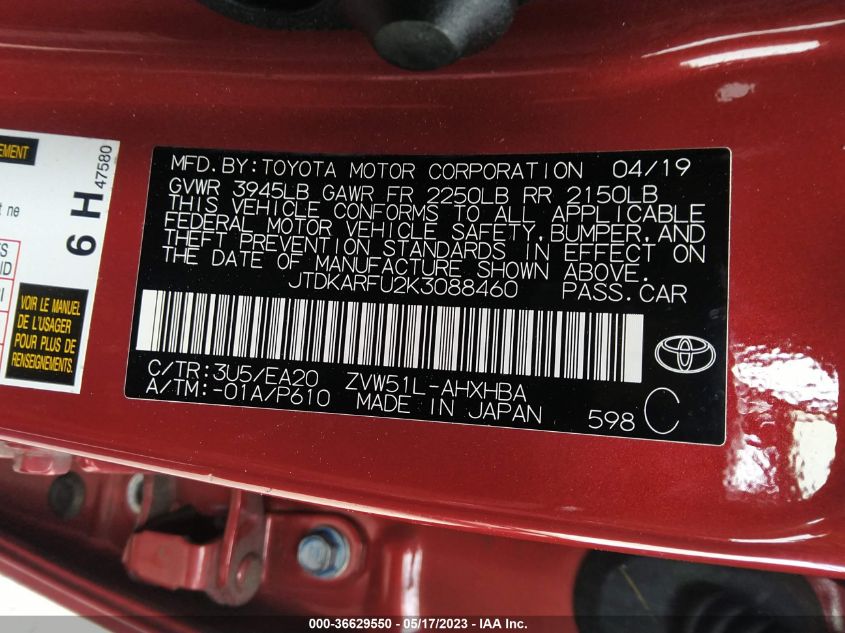 EMENT
t ne
6 H
47580
S
ID
I
VOIR LE MANUEL
DE L'USAGER
POUR PLUS DE
RENSEIGNEMENTS.
MFD. BY: TOYOTA MOTOR CORPORATION 04/19
GVWR 3945LB GAWR FR 2250LB RR 2150LB
THIS VEHICLE CONFORMS TO ALL APPLICABLE
FEDERAL MOTOR VEHICLE SAFETY, BUMPER, AND
THEFT PREVENTION STANDARDS IN EFFECT ON
THE DATE OF MANUFACTURE SHOWN ABOVE.
JTDKARFU2K3088460 PASS.CAR
C/TR:3U5/EA20 ZVW51L-AHXHBA
A/TM:-01A/P610 MADE IN JAPAN 598 C
000-36629550 - 05/17/2023 - IAA Inc.